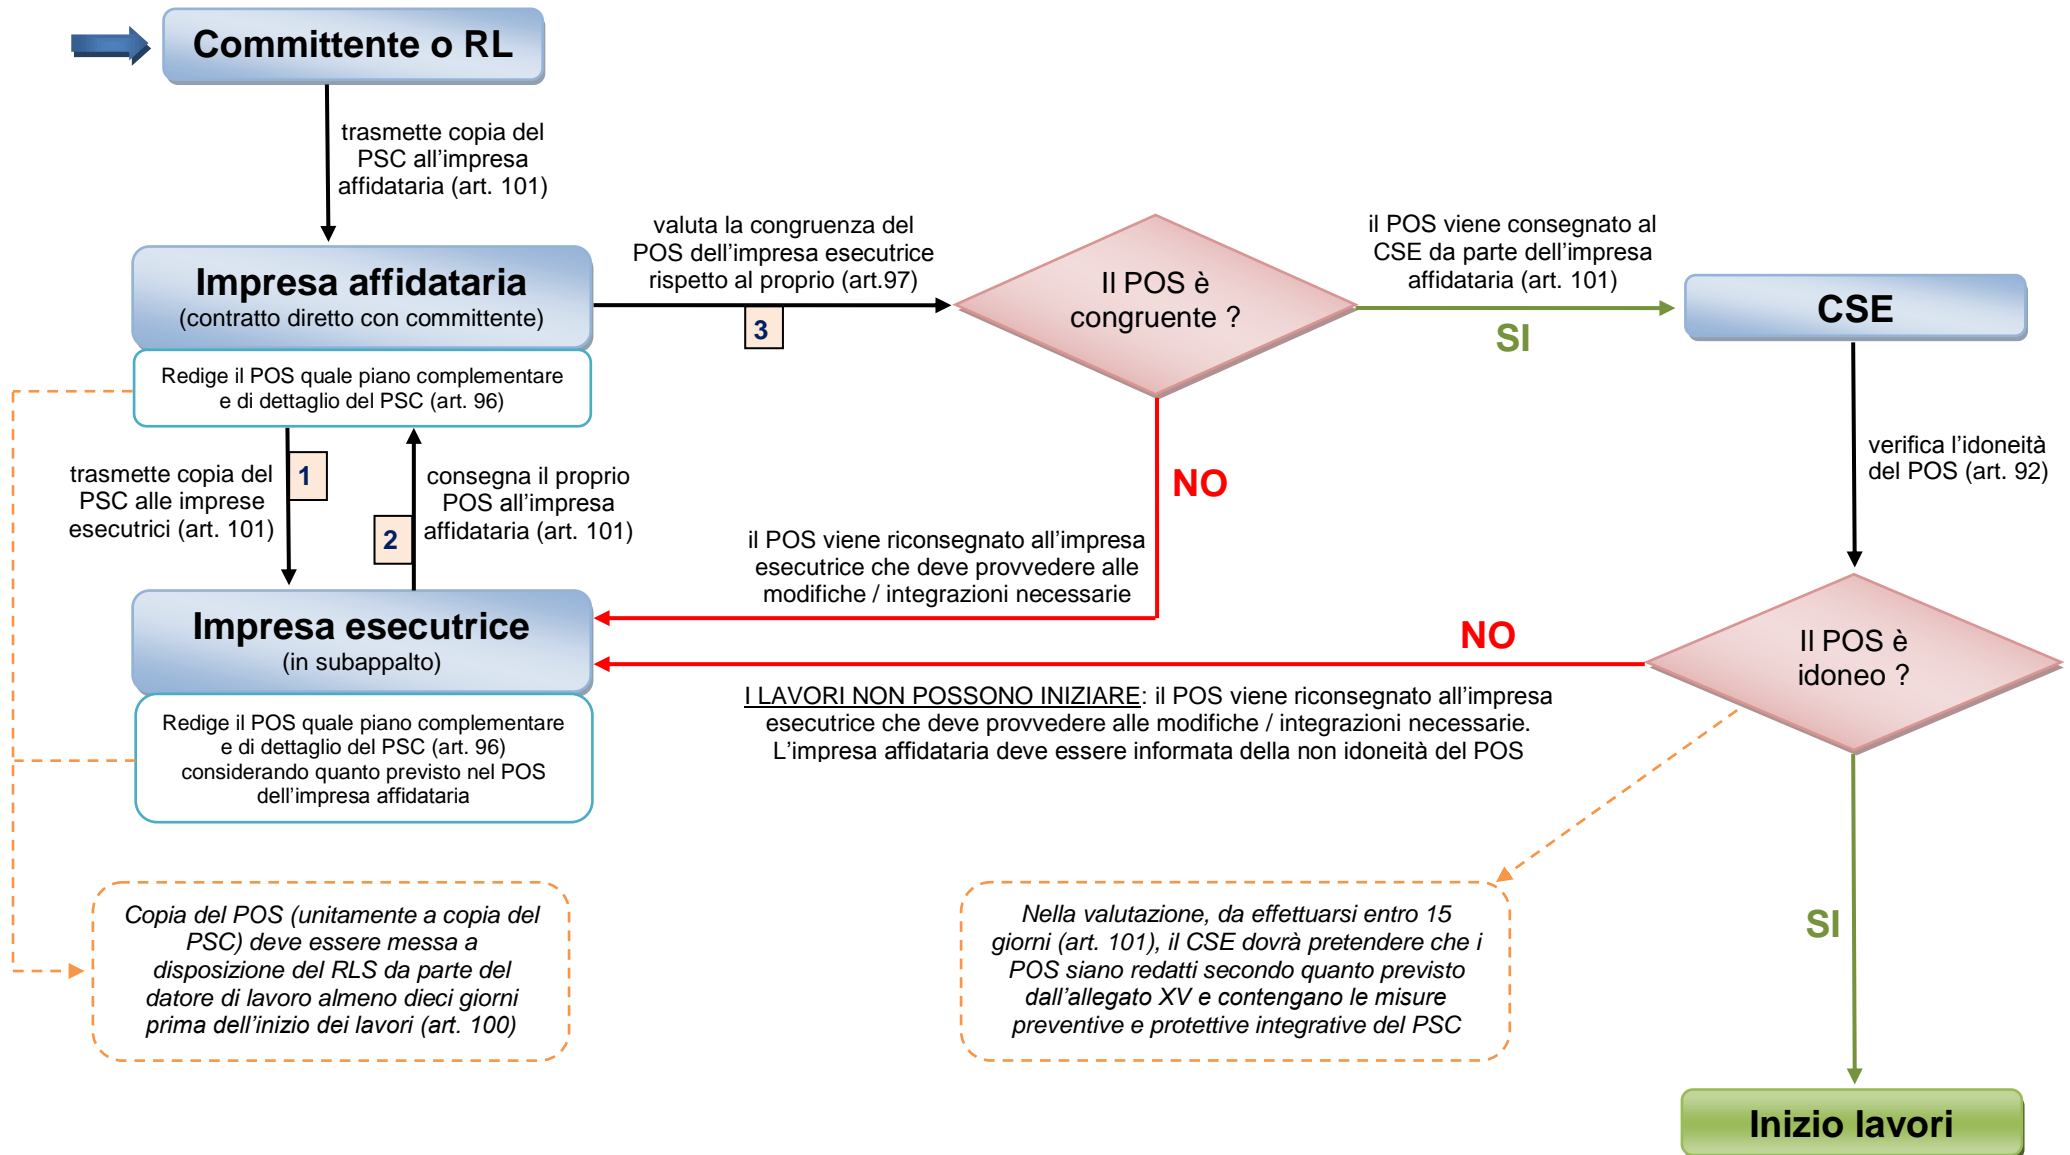 Committente o RL
trasmette copia del
PSC all’impresa
affidataria (art. 101)
Impresa affidataria
(contratto diretto con committente)
Redige il POS quale piano complementare
e di dettaglio del PSC (art. 96)
valuta la congruenza del
POS dell’impresa esecutrice
rispetto al proprio (art.97)
3
Il POS è
congruente ?
il POS viene consegnato al
CSE da parte dell’impresa
affidataria (art. 101)
SI
CSE
trasmette copia del
PSC alle imprese
esecutrici (art. 101)
1
consegna il proprio
POS all’impresa
affidataria (art. 101)
2
NO
il POS viene riconsegnato all’impresa
esecutrice che deve provvedere alle
modifiche / integrazioni necessarie
verifica l’idoneità
del POS (art. 92)
Impresa esecutrice
(in subappalto)
Redige il POS quale piano complementare
e di dettaglio del PSC (art. 96)
considerando quanto previsto nel POS
dell’impresa affidataria
NO
I LAVORI NON POSSONO INIZIARE: il POS viene riconsegnato all’impresa
esecutrice che deve provvedere alle modifiche / integrazioni necessarie.
L’impresa affidataria deve essere informata della non idoneità del POS
Il POS è
idoneo ?
Copia del POS (unitamente a copia del
PSC) deve essere messa a
disposizione del RLS da parte del
datore di lavoro almeno dieci giorni
prima dell’inizio dei lavori (art. 100)
Nella valutazione, da effettuarsi entro 15
giorni (art. 101), il CSE dovrà pretendere che i
POS siano redatti secondo quanto previsto
dall’allegato XV e contengano le misure
preventive e protettive integrative del PSC
SI
Inizio lavori